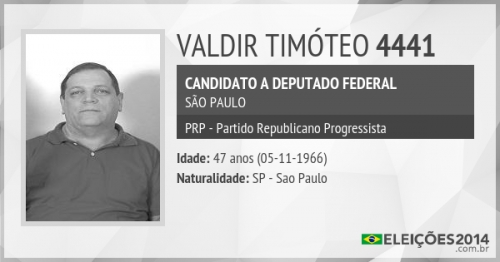 VALDIR TIMÓTEO 4441
CANDIDATO A DEPUTADO FEDERAL
SÃO PAULO
PRP - Partido Republicano Progressista
Idade: 47 anos (05-11-1966)
Naturalidade: SP - Sao Paulo
ELEIÇÕES2014
.com.br